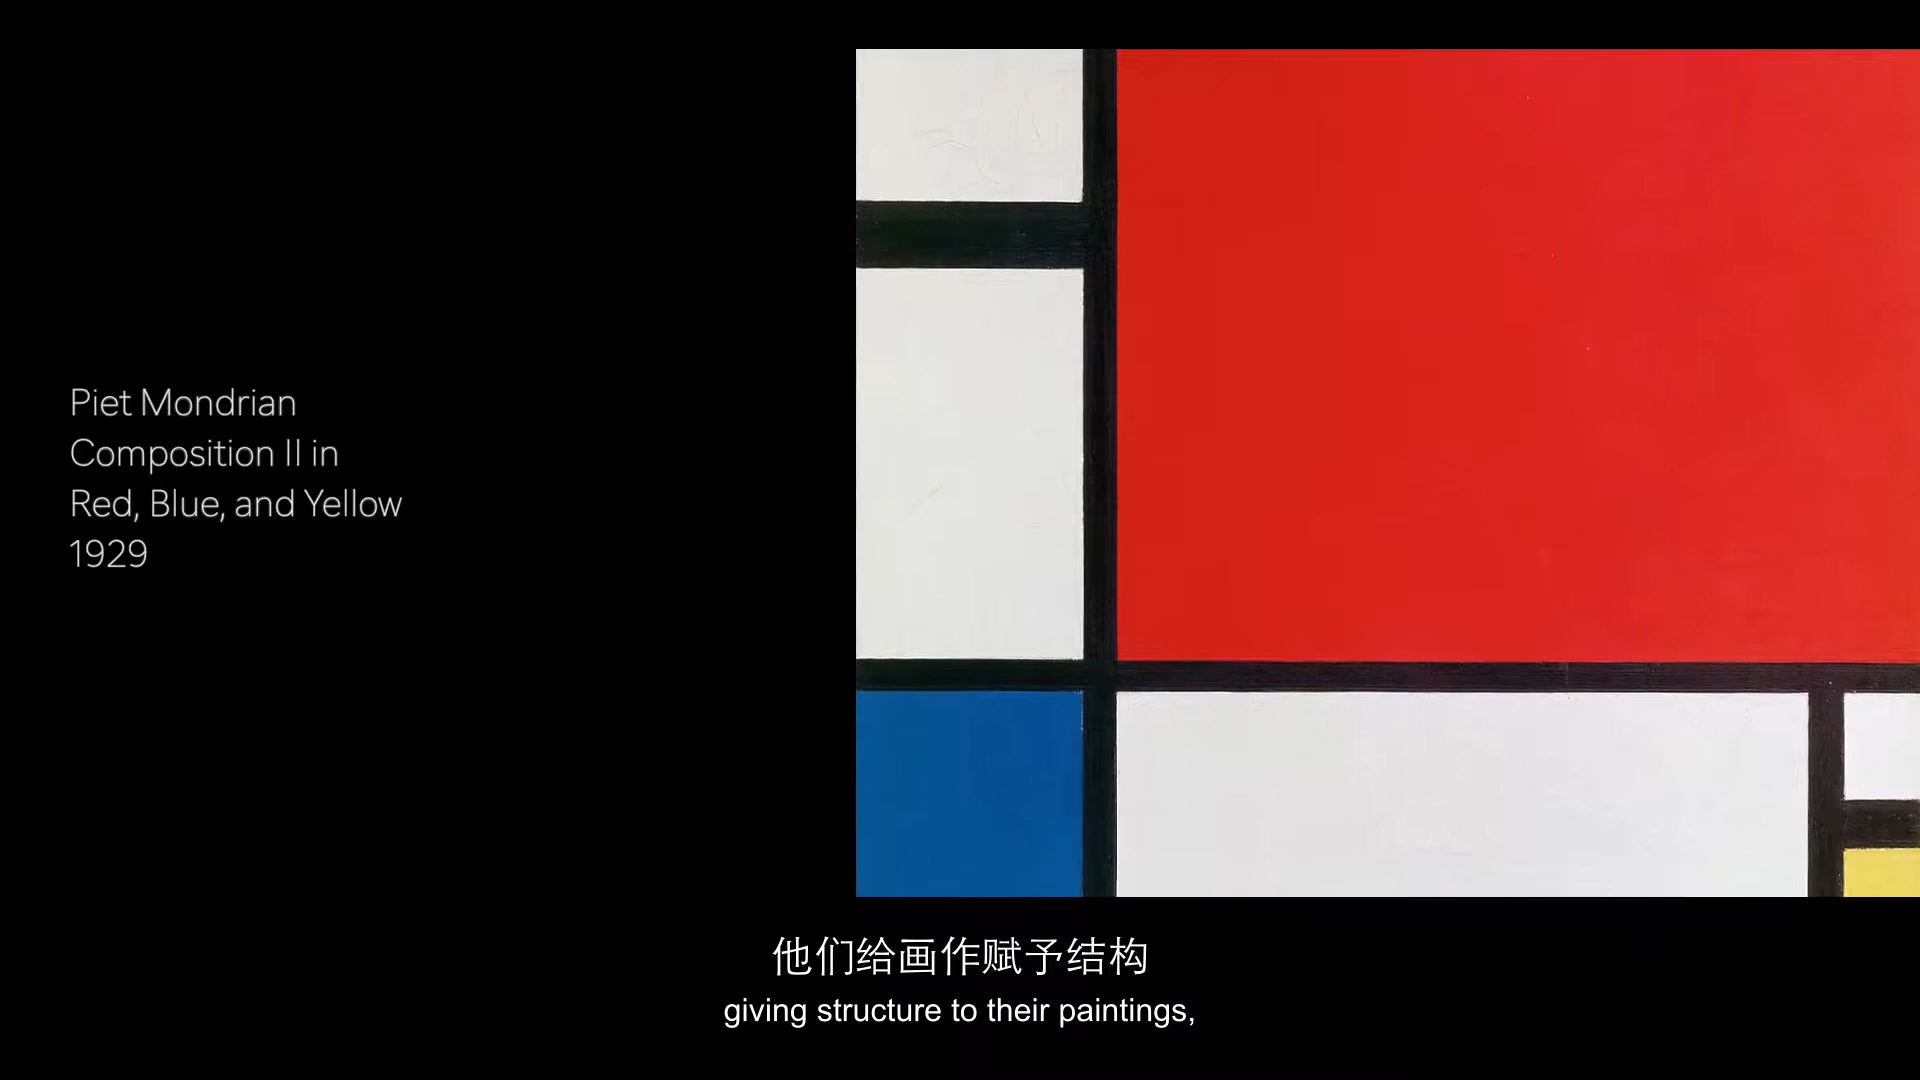 Piet Mondrian
Composition II in
Red, Blue, and Yellow
1929
他们给画作赋予结构
giving structure to their paintings,